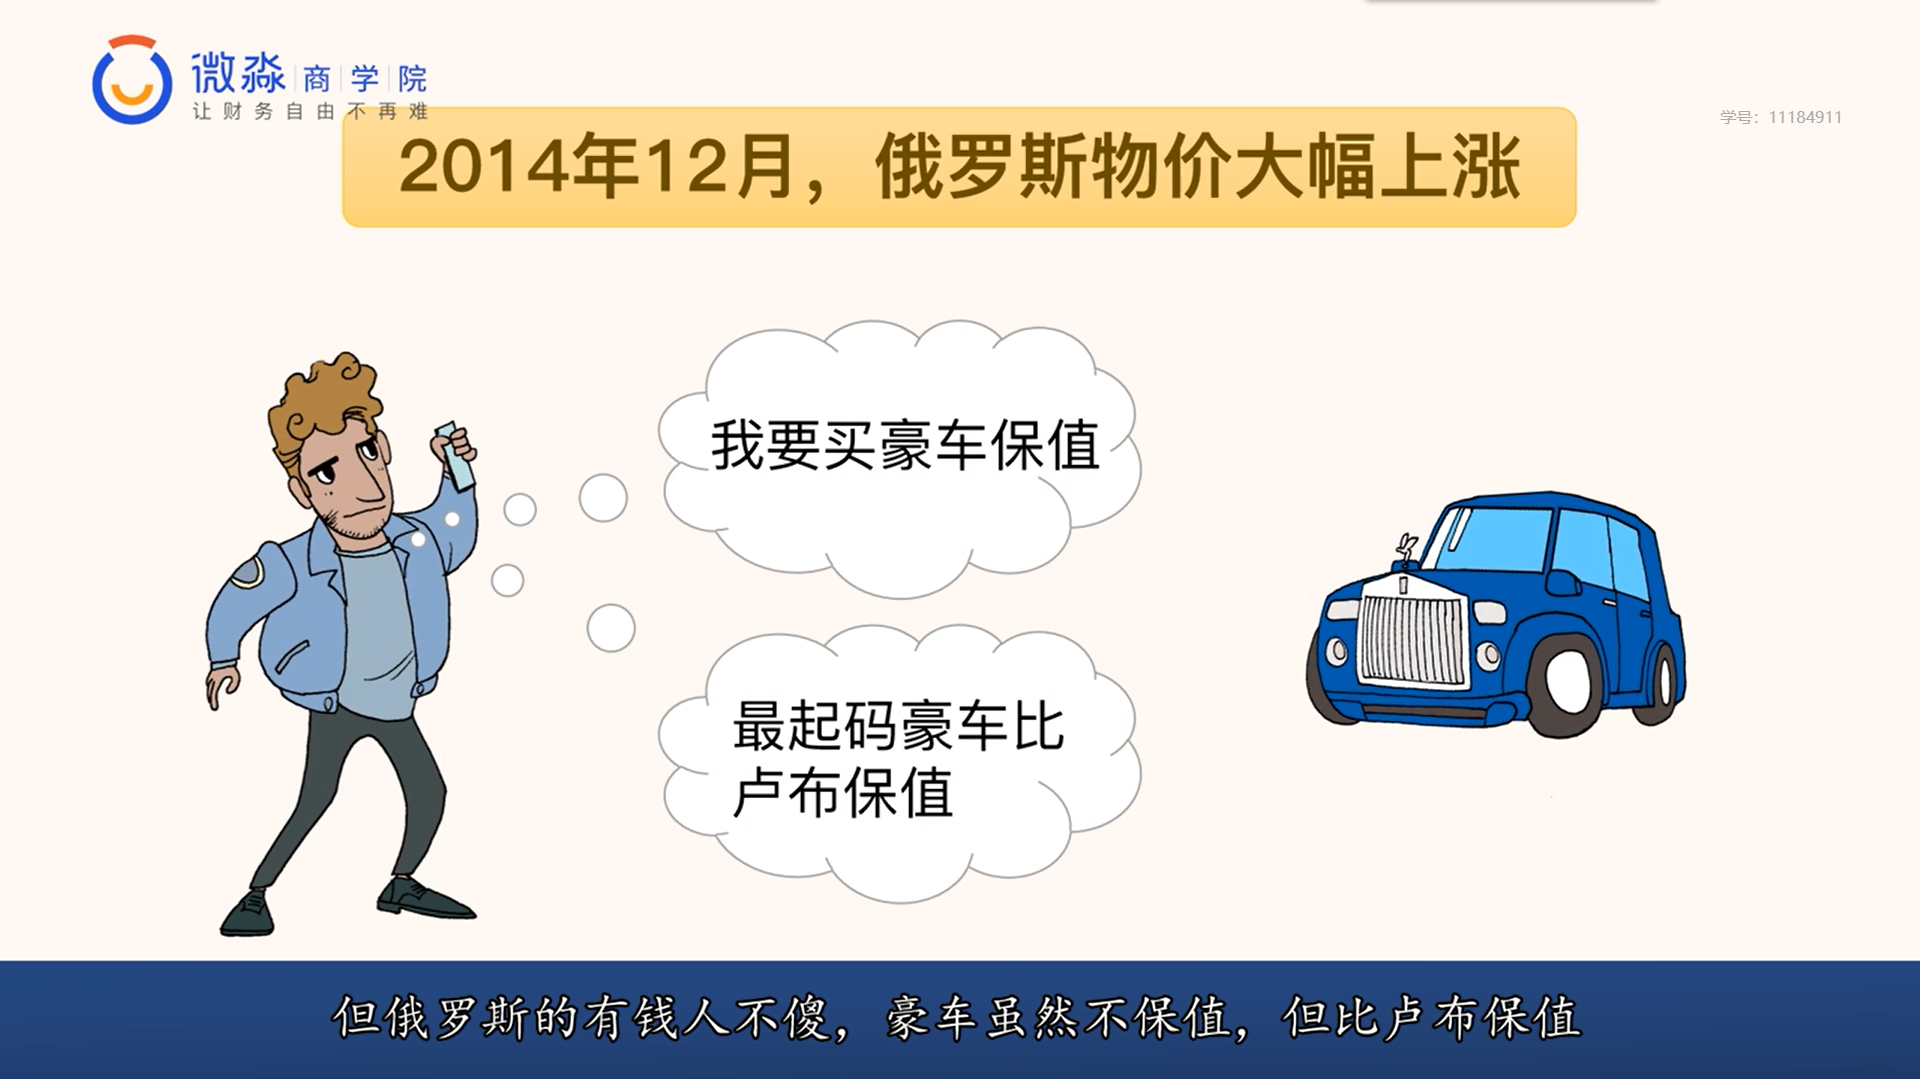 微淼 商学院
让财务自由不再难
学号：11184911
2014年12月，俄罗斯物价大幅上涨
我要买豪车保值
最起码豪车比
卢布保值
但俄罗斯的有钱人不傻，豪车虽然不保值，但比卢布保值